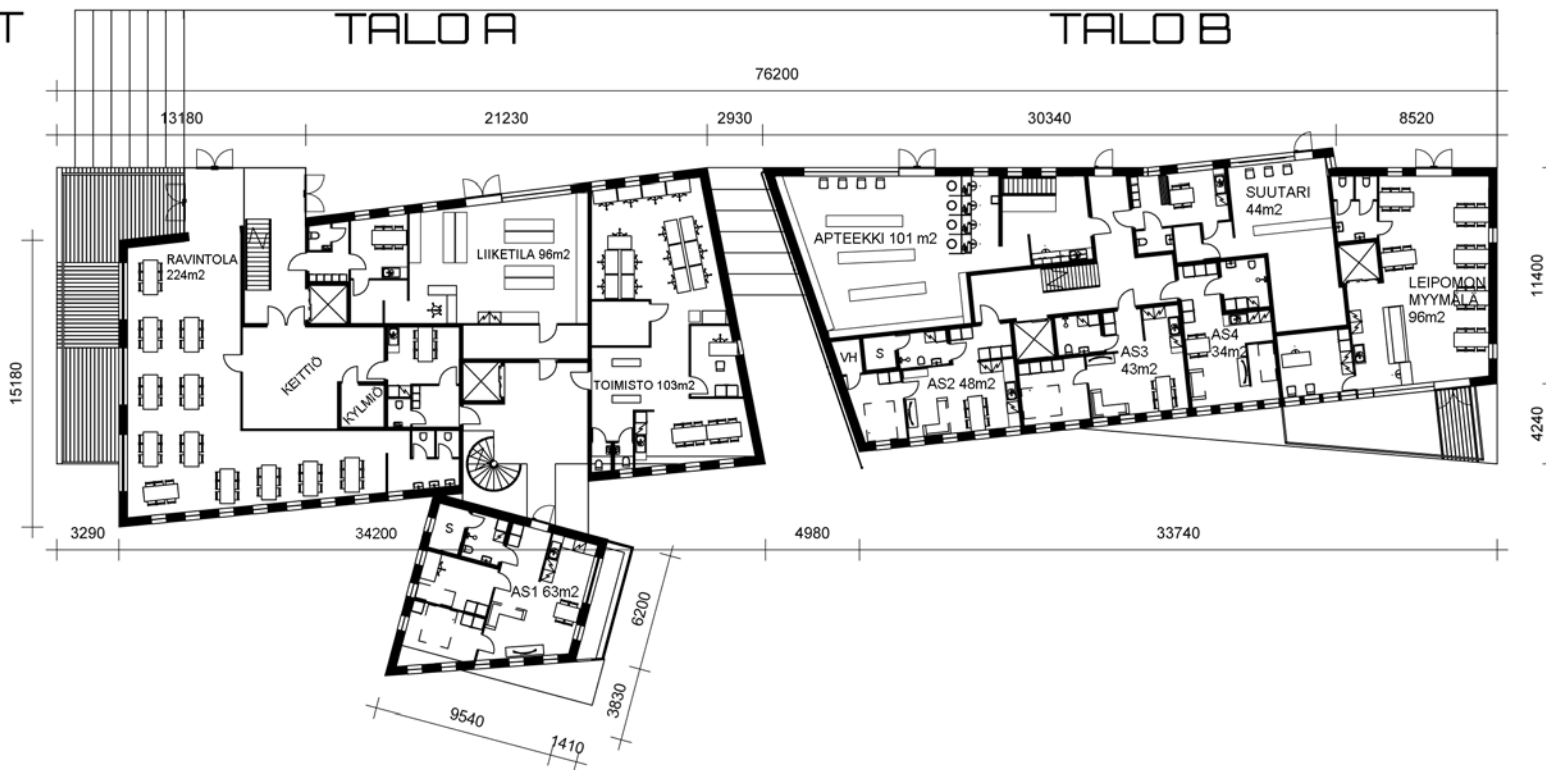 T
TALO A
TALO B
76200
13180
21230
2930
30340
8520
RAVINTOLA
224m2
LIIKETILA 96m2
APTEEKKI 101 m2
SUUTARI
44m2
LEIPOMON
MYYMÄLÄ
96m2
11400
15180
KEITTIÖ
KYLMIÖ
TOIMISTO 103m2
VH
S
AS2 48m2
AS3
43m2
AS4
34m2
4240
3290
34200
4980
33740
S
AS1 63m2
6200
3830
9540
1410